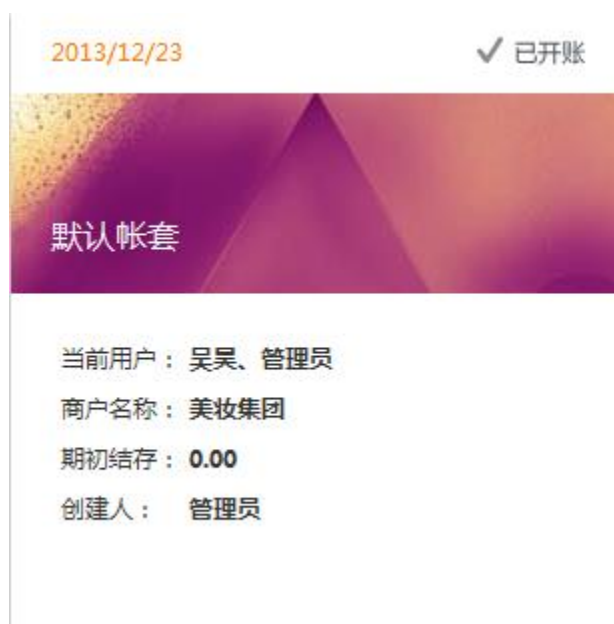 2013/12/23 已开账
默认帐套
当前用户： 吴昊、管理员
商户名称： 美妆集团
期初结存： 0.00
创建人： 管理员